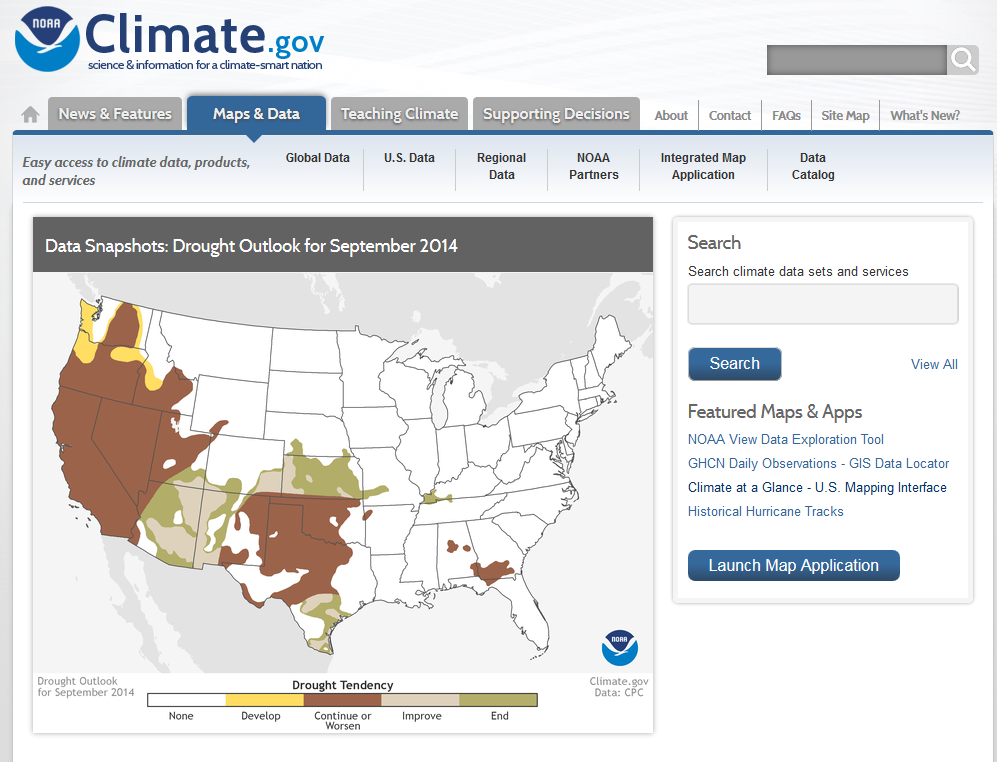 NOAA
Climate.gov
science & information for a climate-smart nation
News & Features
Maps & Data
Teaching Climate
Supporting Decisions
About
Contact
FAQs
Site Map
What's New?
Easy access to climate data, products,
and services
Global Data
U.S. Data
Regional
Data
NOAA
Partners
Integrated Map
Application
Data
Catalog
Data Snapshots: Drought Outlook for September 2014
NOAA
Drought Outlook
for September 2014
Drought Tendency
None
Develop
Continue or
Worsen
Improve
End
Climate.gov
Data: CPC
Search
Search climate data sets and services
Search
View All
Featured Maps & Apps
NOAA View Data Exploration Tool
GHCN Daily Observations - GIS Data Locator
Climate at a Glance - U.S. Mapping Interface
Historical Hurricane Tracks
Launch Map Application